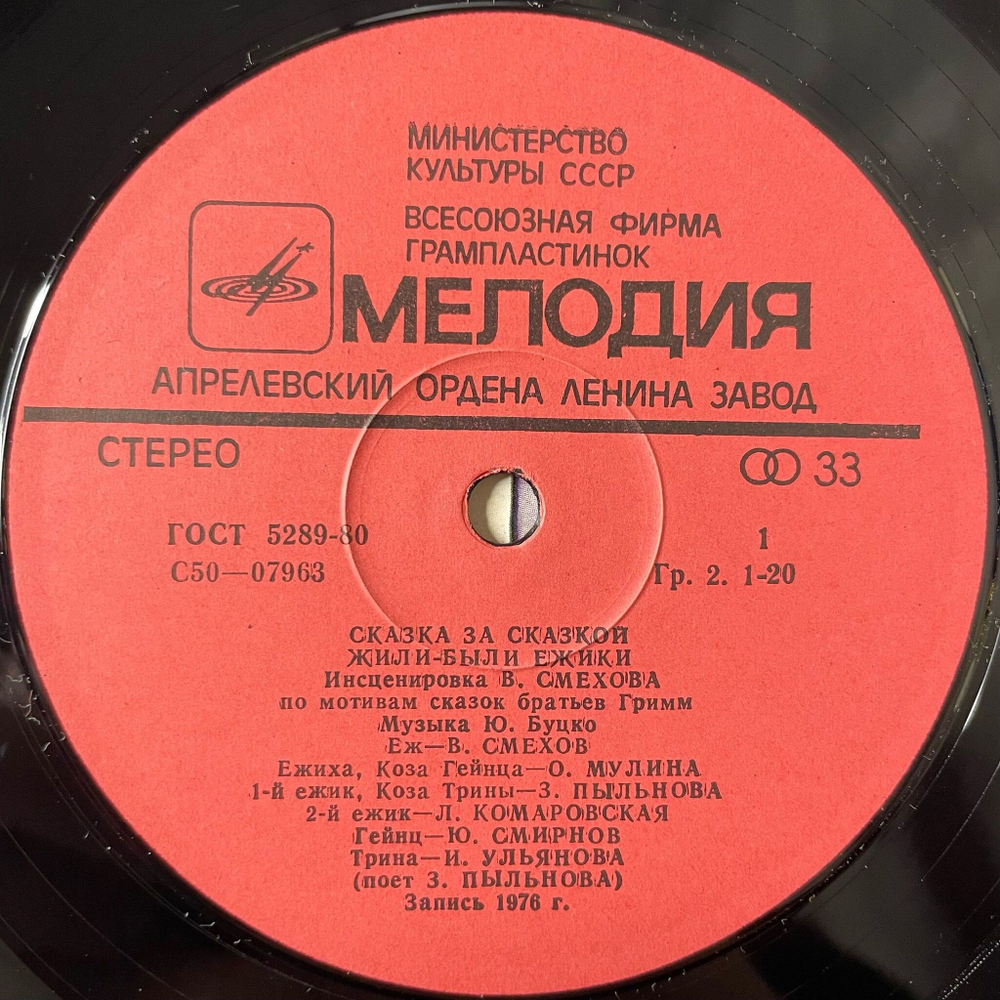 МИНИСТЕРСТВО
КУЛЬТУРЫ СССР
ВСЕСОЮЗНАЯ ФИРМА
ГРАМПЛАСТИНОК
МЕЛОДИЯ
АПРЕЛЕВСКИЙ ОРДЕНА ЛЕНИНА ЗАВОД
СТЕРЕО 33
ГОСТ 5289-80 1
С50—07963 Гр. 2. 1-20
СКАЗКА ЗА СКАЗКОЙ
ЖИЛИ-БЫЛИ ЕЖИКИ
Инсценировка В. СМЕХОВА
по мотивам сказок братьев Гримм
Музыка Ю. Буцко
Еж—В. СМЕХОВ
Ежиха, Коза Гейнца—О. МУЛИНА
1-й ежик, Коза Трины—З. ПЫЛЬНОВА
2-й ежик—Л. КОМАРОВСКАЯ
Гейнц—Ю. СМИРНОВ
Трина—И. УЛЬЯНОВА
(поет З. ПЫЛЬНОВА)
Запись 1976 г.